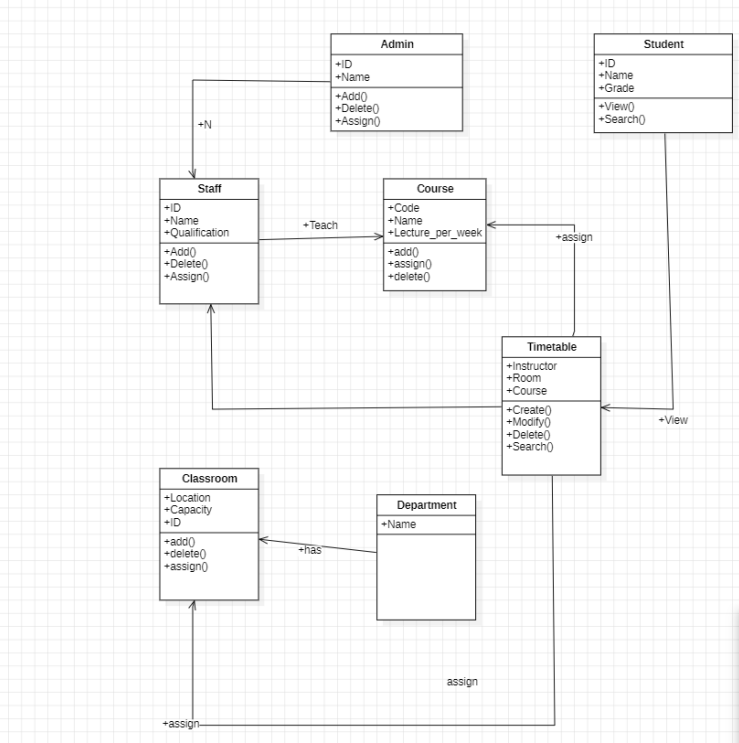 Admin
+ID
+Name
+Add()
+Delete()
+Assign()
Student
+ID
+Name
+Grade
+View()
+Search()
+N
Staff
+ID
+Name
+Qualification
+Add()
+Delete()
+Assign()
+Teach
Course
+Code
+Name
+Lecture_per_week
+add()
+assign()
+delete()
+assign
Timetable
+Instructor
+Room
+Course
+Create()
+Modify()
+Delete()
+Search()
+View
Classroom
+Location
+Capacity
+ID
+add()
+delete()
+assign()
+has
Department
+Name
assign
+assign